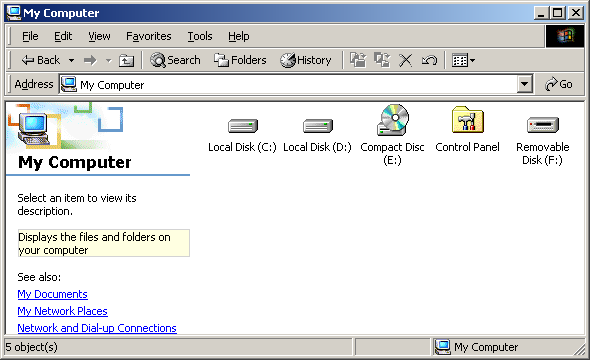 My Computer
File Edit View Favorites Tools Help
Back Search Folders History
Address My Computer Go
My Computer
Select an item to view its
description.
Displays the files and folders on
your computer
See also:
My Documents
My Network Places
Network and Dial-up Connections
Local Disk (C:) Local Disk (D:) Compact Disc Control Panel Removable
(E:) Disk (F:)
5 object(s) My Computer